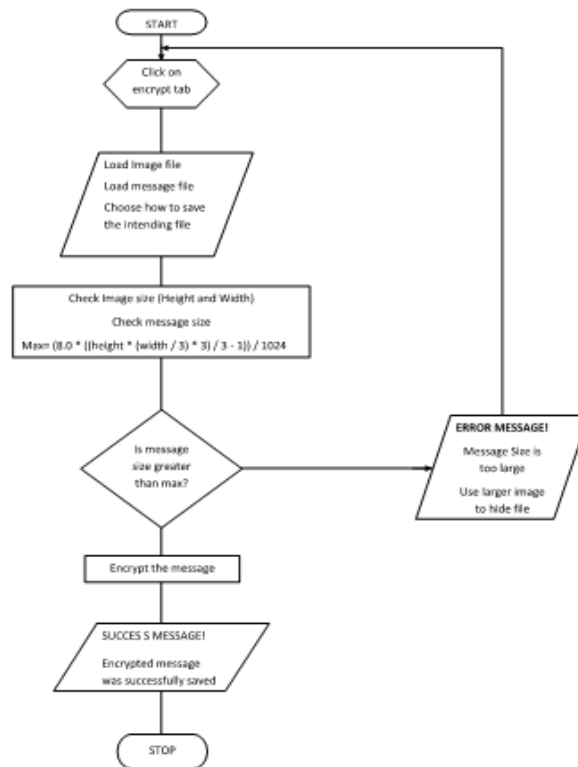 START
Click on
encrypt tab
Load Image file
Load message file
Choose how to save
the Intending file
Check Image size (Height and Width)
Check message size
Max= (8.0 * ((height * (width / 3) * 3) / 3 - 1)) / 1024
Is message
size greater
than max?
ERROR MESSAGE!
Message Size is
too large
Use larger image
to hide file
Encrypt the message
SUCCES S MESSAGE!
Encrypted message
was successfully saved
STOP